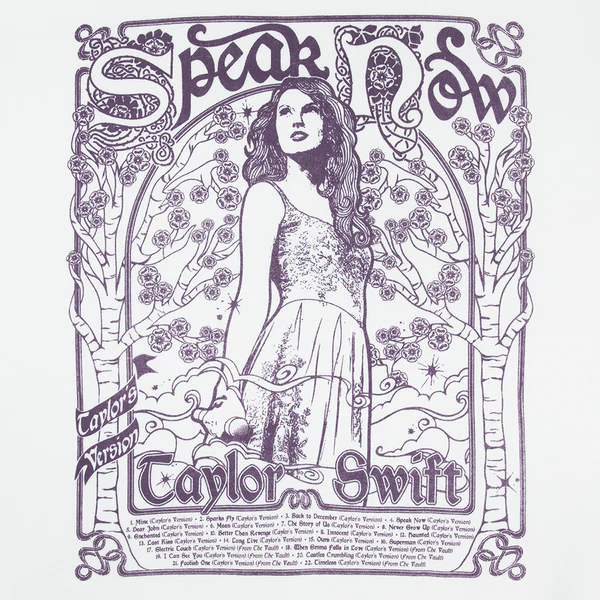 Speak Now
Taylor's
Version
Taylor Swift
1. Mine (Taylor's Version) • 2. Sparks Fly (Taylor's Version) • 3. Back to December (Taylor's Version) • 4. Speak Now (Taylor's Version)
5. Dear John (Taylor's Version) • 6. Mean (Taylor's Version) • 7. The Story of Us (Taylor's Version) • 8. Never Grow Up (Taylor's Version)
9. Enchanted (Taylor's Version) • 10. Better Than Revenge (Taylor's Version) • 11. Innocent (Taylor's Version) • 12. Haunted (Taylor's Version)
13. Last Kiss (Taylor's Version) • 14. Long Live (Taylor's Version) • 15. Ours (Taylor's Version) • 16. Superman (Taylor's Version)
17. Electric Touch (Taylor's Version) (From The Vault) • 18. When Emma Falls in Love (Taylor's Version) (From The Vault)
19. I Can See You (Taylor's Version) (From The Vault) • 20. Castles Crumbling (Taylor's Version) (From The Vault)
21. Foolish One (Taylor's Version) (From The Vault) • 22. Timeless (Taylor's Version) (From The Vault)